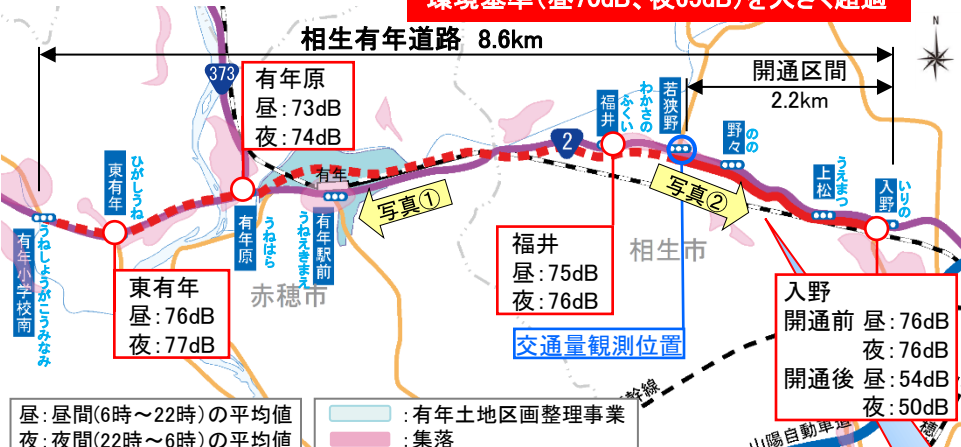 環境基準(昼70dB、夜65dB)を大きく超過
相生有年道路 8.6km
N
373
有年原
昼:73dB
夜:74dB
開通区間
2.2km
2
福井
ふくい
若狭野
わかさの
野々
のの
上松
うえまつ
入野
いりの
東有年
ひがしうね
有年
写真①
写真②
有年小学校南
うねしょうがこうみなみ
有年原
うねはら
有年駅前
うねえきまえ
東有年
昼:76dB
夜:77dB
赤穂市
福井
昼:75dB
夜:76dB
相生市
交通量観測位置
入野
開通前 昼:76dB
夜:76dB
開通後 昼:54dB
夜:50dB
幹線
山陽自動車道
昼:昼間(6時～22時)の平均値
夜:夜間(22時～6時)の平均値
:有年土地区画整理事業
:集落